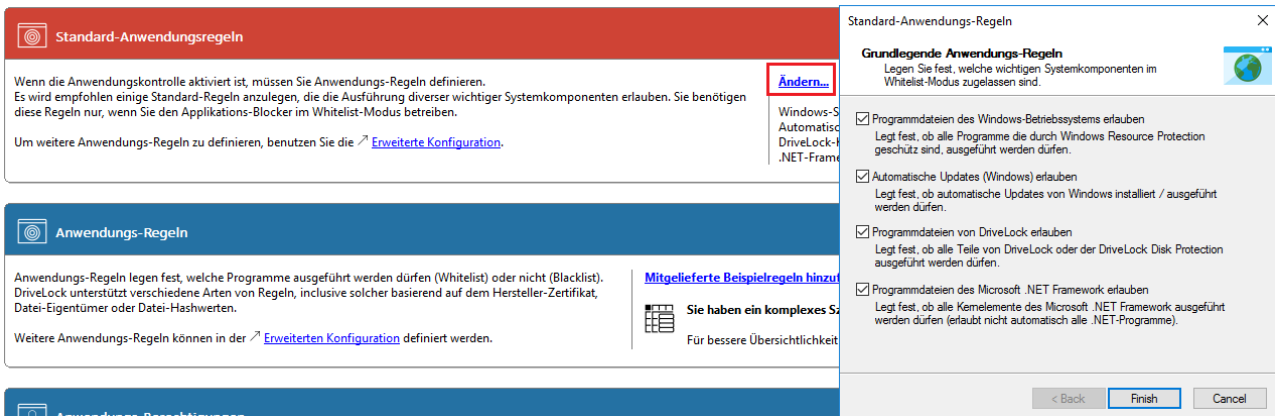 Standard-Anwendungsregeln
Wenn die Anwendungskontrolle aktiviert ist, müssen Sie Anwendungs-Regeln definieren.
Es wird empfohlen einige Standard-Regeln anzulegen, die die Ausführung diverser wichtiger Systemkomponenten erlauben. Sie benötigen
diese Regeln nur, wenn Sie den Applikations-Blocker im Whitelist-Modus betreiben.
Um weitere Anwendungs-Regeln zu definieren, benutzen Sie die Erweiterte Konfiguration.
Ändern...
Windows-S
Automatisc
DriveLock-
.NET-Frame
Anwendungs-Regeln
Anwendungs-Regeln legen fest, welche Programme ausgeführt werden dürfen (Whitelist) oder nicht (Blacklist).
DriveLock unterstützt verschiedene Arten von Regeln, inclusive solcher basierend auf dem Hersteller-Zertifikat,
Datei-Eigentümer oder Datei-Hashwerten.
Weitere Anwendungs-Regeln können in der Erweiterten Konfiguration definiert werden.
Mitgelieferte Beispielregeln hinzuf
Sie haben ein komplexes Sz
Für bessere Übersichtlichkeit
Standard-Anwendungs-Regeln
Grundlegende Anwendungs-Regeln
Legen Sie fest, welche wichtigen Systemkomponenten im
Whitelist-Modus zugelassen sind.
Programmdateien des Windows-Betriebssystems erlauben
Legt fest, ob alle Programme die durch Windows Resource Protection
geschütz sind, ausgeführt werden dürfen.
Automatische Updates (Windows) erlauben
Legt fest, ob automatische Updates von Windows installiert / ausgeführt
werden dürfen.
Programmdateien von DriveLock erlauben
Legt fest, ob alle Teile von DriveLock oder der DriveLock Disk Protection
ausgeführt werden dürfen.
Programmdateien des Microsoft .NET Framework erlauben
Legt fest, ob alle Kernelemente des Microsoft .NET Framework ausgeführt
werden dürfen (erlaubt nicht automatisch alle .NET-Programme).
< Back
Finish
Cancel